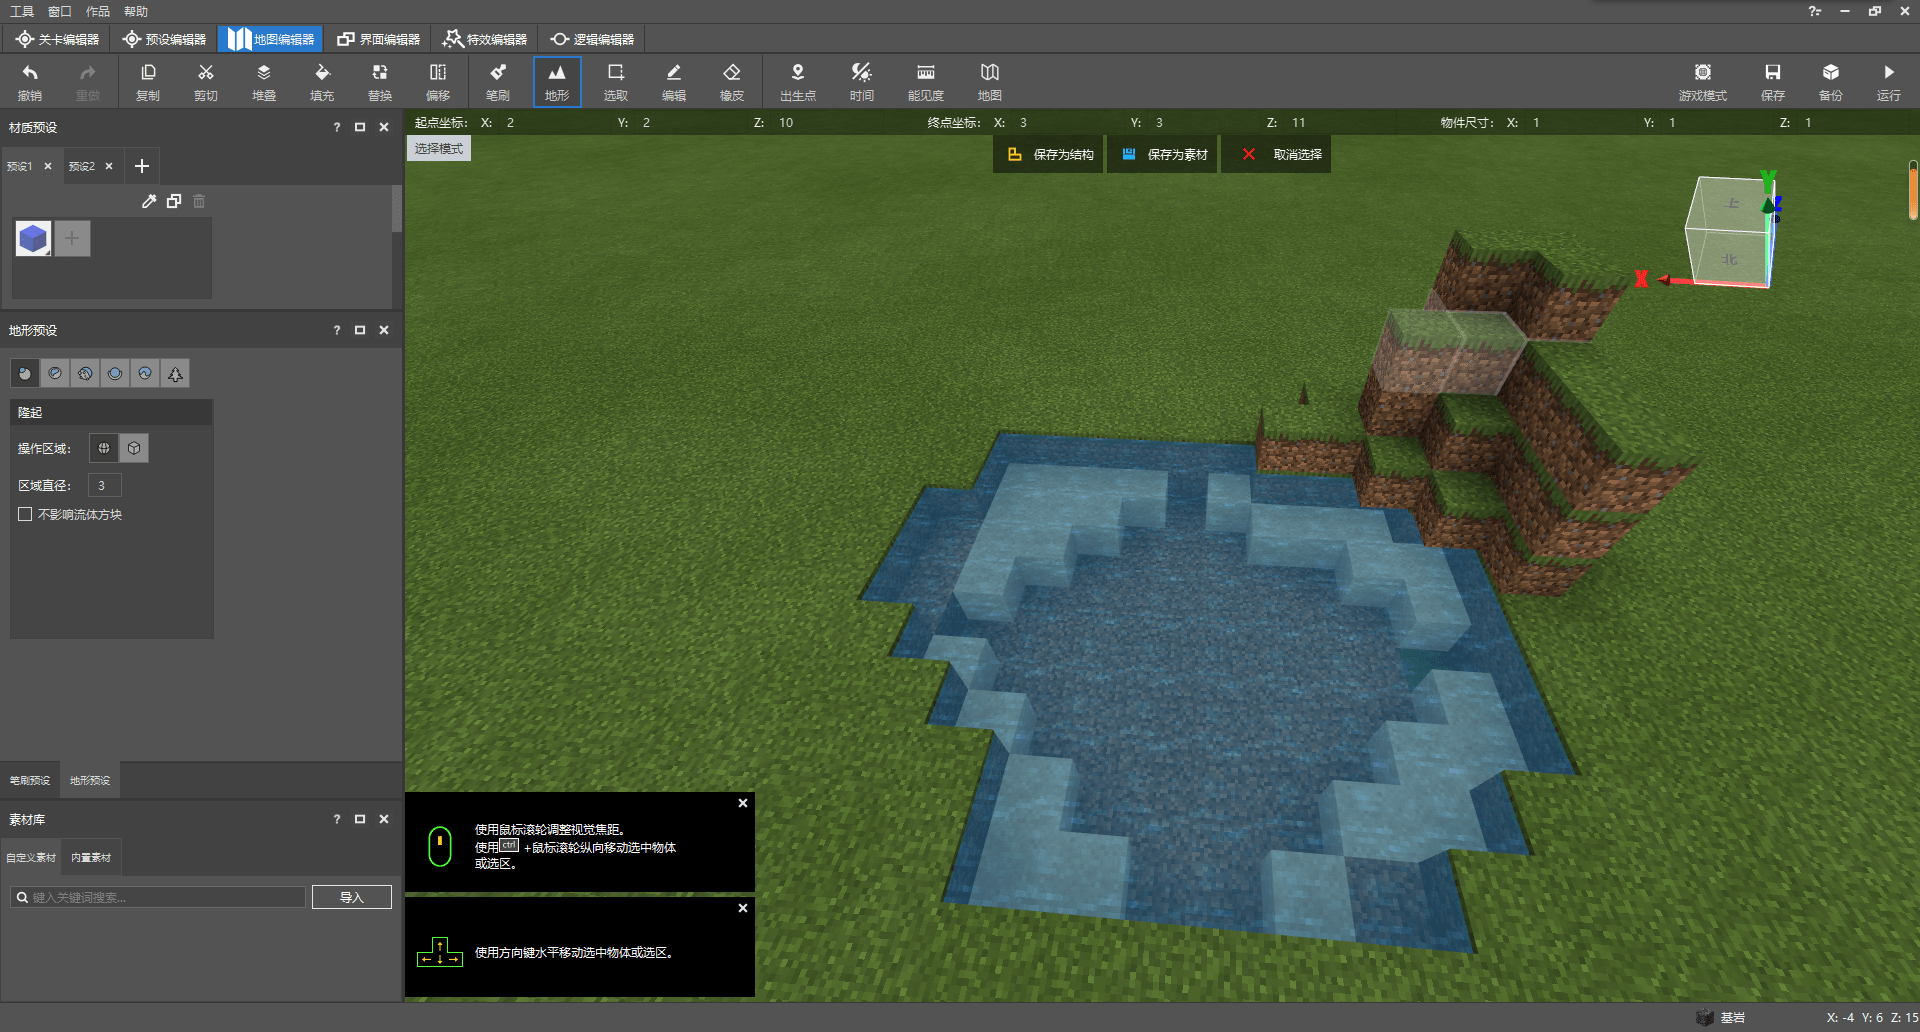 工具 窗口 作品 帮助
关卡编辑器 预设编辑器 地图编辑器 界面编辑器 特效编辑器 逻辑编辑器
撤销 重做 复制 剪切 堆叠 填充 替换 偏移 笔刷 地形 选取 编辑 橡皮 出生点 时间 能见度 地图 游戏模式 保存 备份 运行
材质预设 ?
起点坐标: X: 2 Y: 2 Z: 10 终点坐标: X: 3 Y: 3 Z: 11 物件尺寸: X: 1 Y: 1 Z: 1
选择模式
保存为结构 保存为素材 取消选择
预设1 预设2
Y
Z
上
北
X
地形预设 ?
隆起
操作区域:
区域直径: 3
不影响流体方块
笔刷预设 地形预设
素材库 ?
自定义素材 内置素材
键入关键词搜索... 导入
使用鼠标滚轮调整视觉焦距。
使用ctrl+鼠标滚轮纵向移动选中物体
或选区。
使用方向键水平移动选中物体或选区。
基岩 X: -4 Y: 6 Z: 15